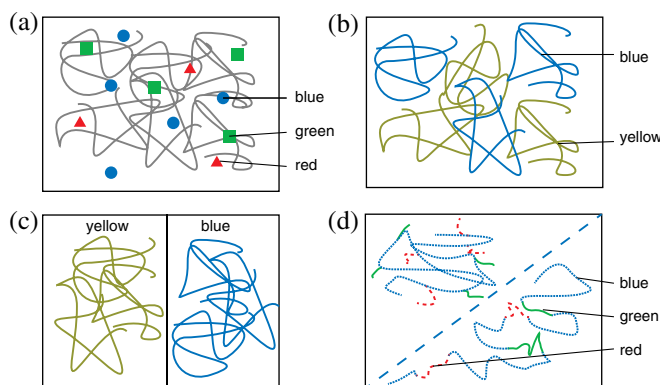 (a)
blue
green
red
(b)
blue
yellow
(c)
yellow blue
(d)
blue
green
red